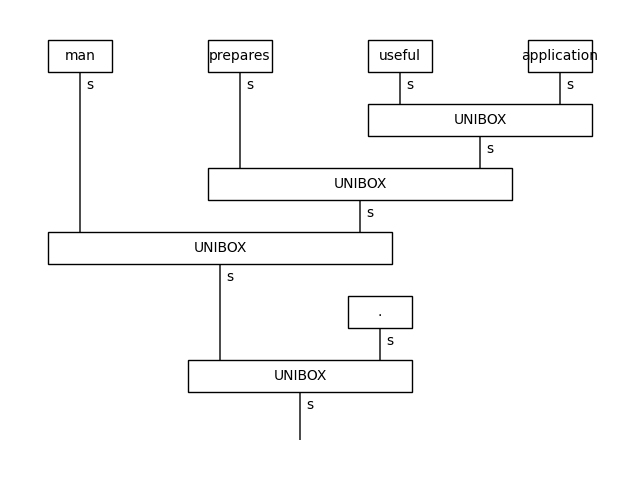 man prepares useful application
s s s s
UNIBOX
s
UNIBOX
s
UNIBOX
s
.
s
UNIBOX
s